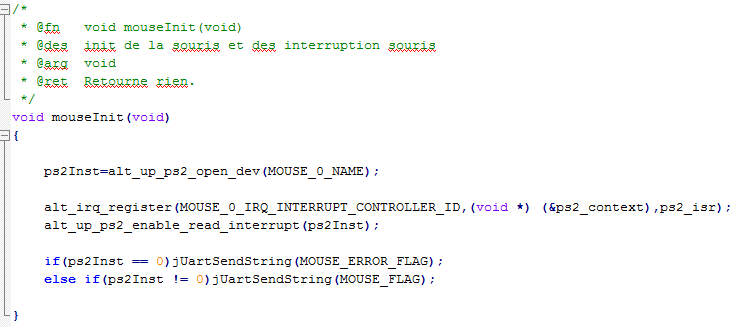 /*
 * @fn   void mouseInit(void)
 * @des  init de la souris et des interruption souris
 * @arg  void
 * @ret  Retourne rien.
 */
void mouseInit(void)
{
    ps2Inst=alt_up_ps2_open_dev(MOUSE_0_NAME);
    alt_irq_register(MOUSE_0_IRQ_INTERRUPT_CONTROLLER_ID,(void *) (&ps2_context),ps2_isr);
    alt_up_ps2_enable_read_interrupt(ps2Inst);
    if(ps2Inst == 0)jUartSendString(MOUSE_ERROR_FLAG);
    else if(ps2Inst != 0)jUartSendString(MOUSE_FLAG);
}